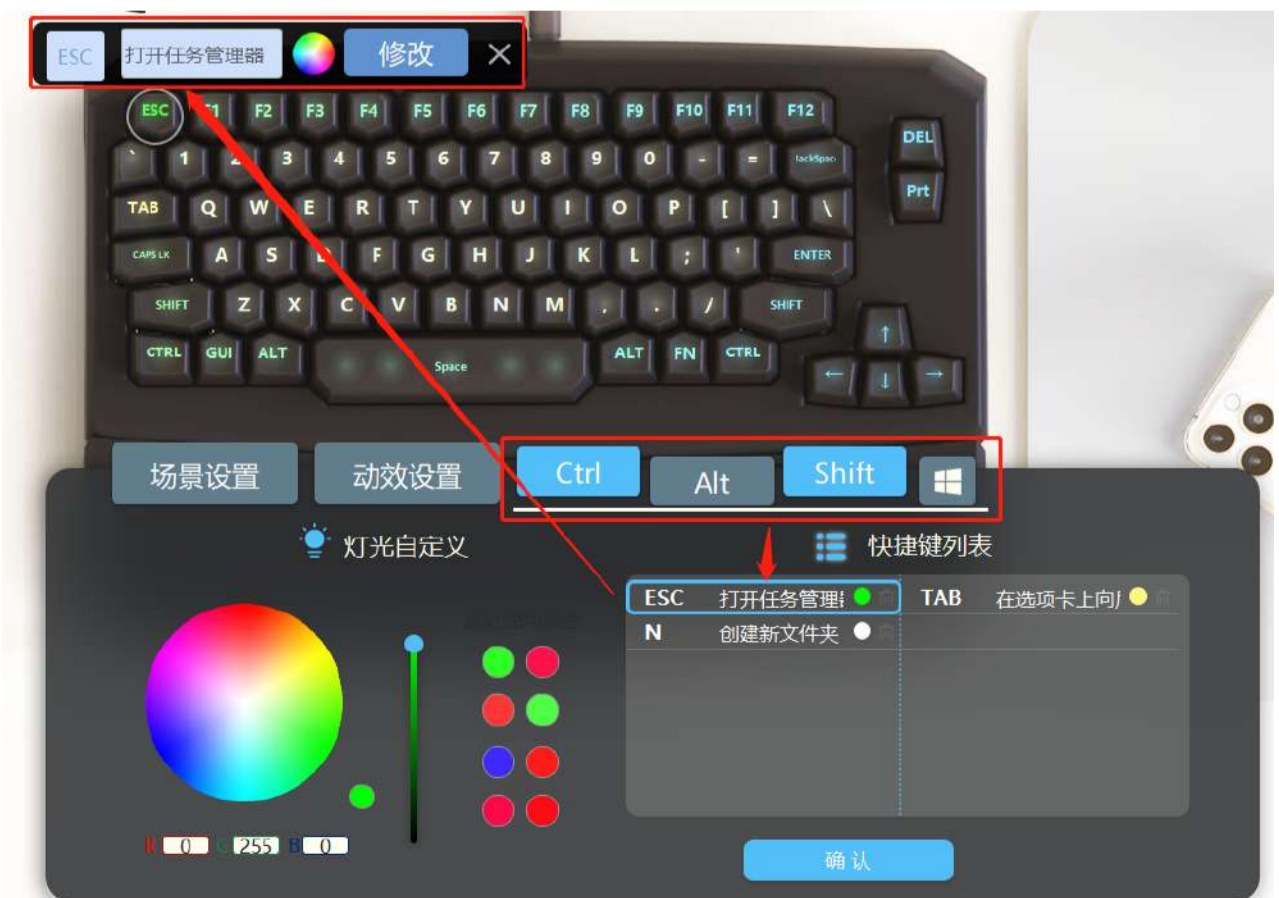 ESC 打开任务管理器 修改 ×
ESC F1 F2 F3 F4 F5 F6 F7 F8 F9 F10 F11 F12
DEL
` 1 2 3 4 5 6 7 8 9 0 - =
Prt
TAB Q W E R T Y U I O P [ ] \
CAPS LK A S D F G H J K L ; ' ENTER
SHIFT Z X C V B N M , . / SHIFT
↑
CTRL GUI ALT Space ALT FN CTRL
← ↓ →
场景设置 动效设置 Ctrl Alt Shift
灯光自定义 快捷键列表
ESC 打开任务管理 TAB 在选项卡上向
N 创建新文件夹
R 0 G 255 B 0
确认